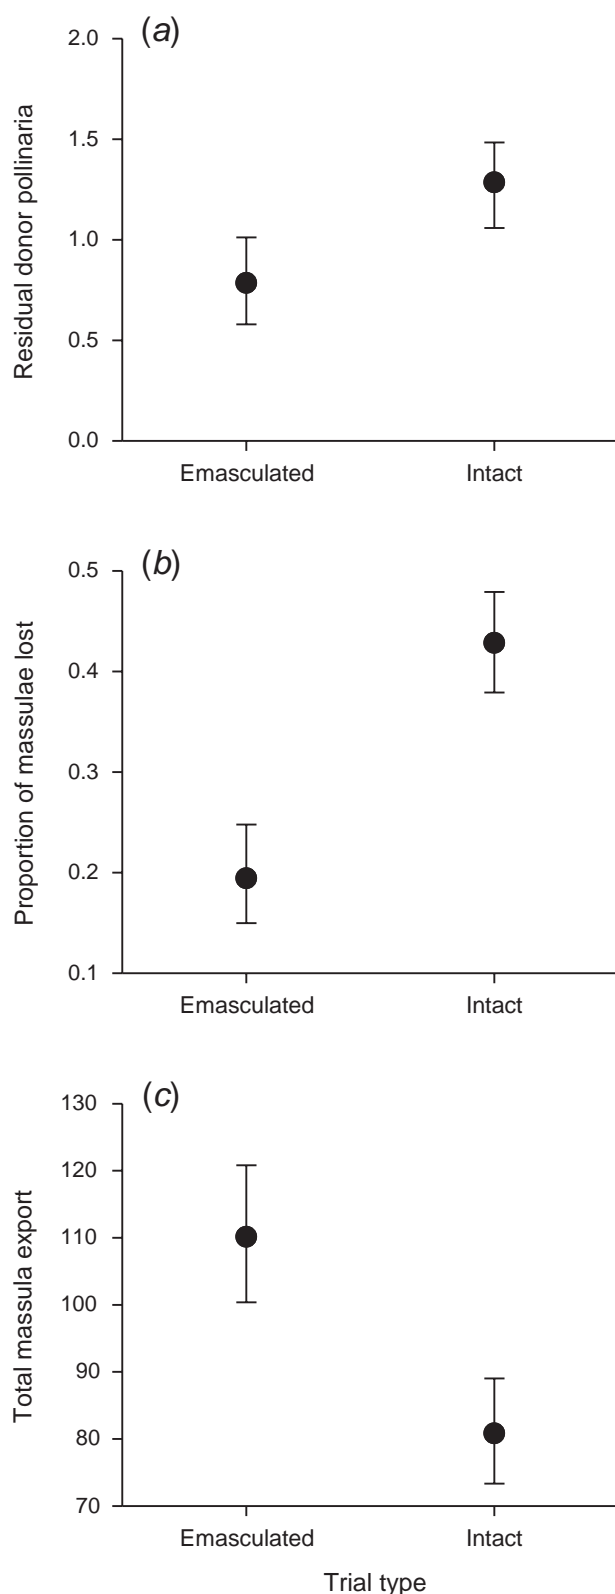 (a)
Residual donor pollinaria
2.0
1.5
1.0
0.5
0.0
Emasculated Intact
(b)
Proportion of massulae lost
0.5
0.4
0.3
0.2
0.1
Emasculated Intact
(c)
Total massula export
130
120
110
100
90
80
70
Emasculated Intact
Trial type